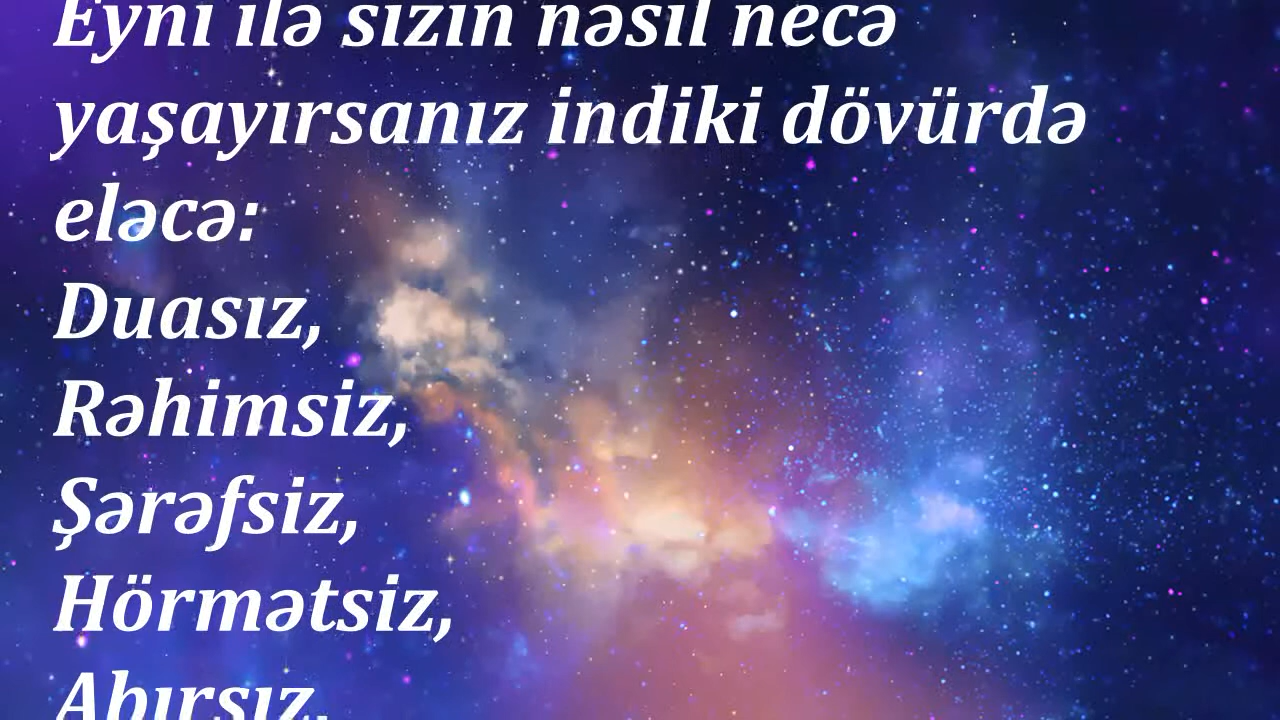 Eyni ilə sizin nəsil necə
yaşayırsanız indiki dövürdə
eləcə:
Duasız,
Rəhimsiz,
Şərəfsiz,
Hörmətsiz,
Abırsız,